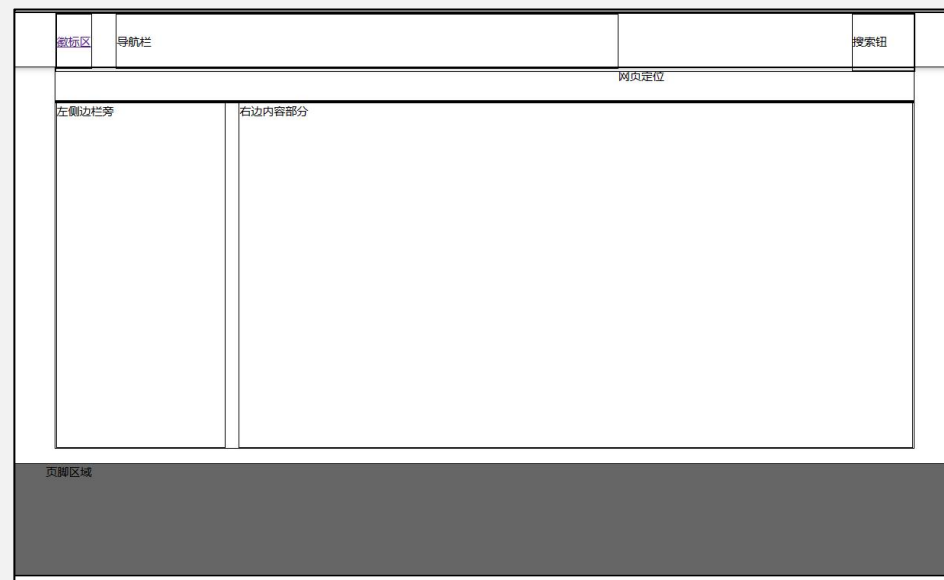 徽标区
导航栏
搜索钮
网页定位
左侧边栏旁
右边内容部分
页脚区域